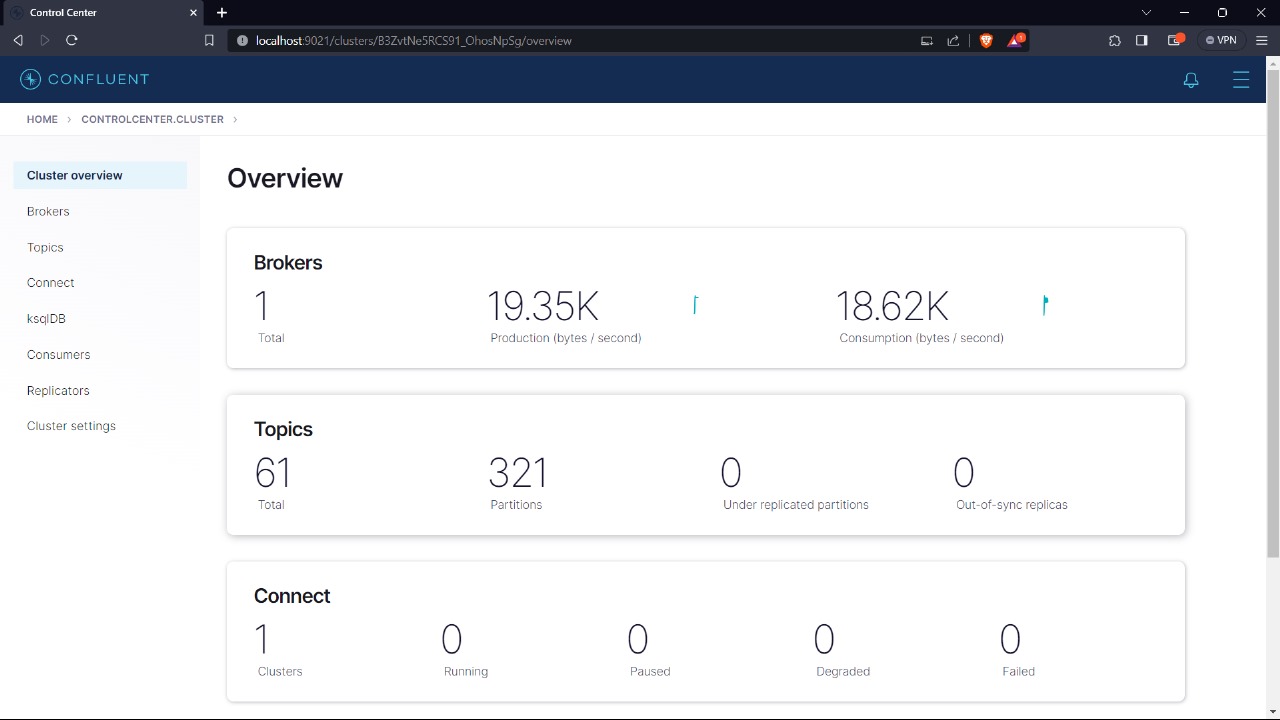 Control Center
localhost:9021/clusters/B3ZvtNe5RCS91_OhosNpSg/overview
1
VPN
CONFLUENT
HOME > CONTROLCENTER.CLUSTER >
Cluster overview
Brokers
Topics
Connect
ksqlDB
Consumers
Replicators
Cluster settings
Overview
Brokers
1 19.35K 18.62K
Total Production (bytes / second) Consumption (bytes / second)
Topics
61 321 0 0
Total Partitions Under replicated partitions Out-of-sync replicas
Connect
1 0 0 0 0
Clusters Running Paused Degraded Failed